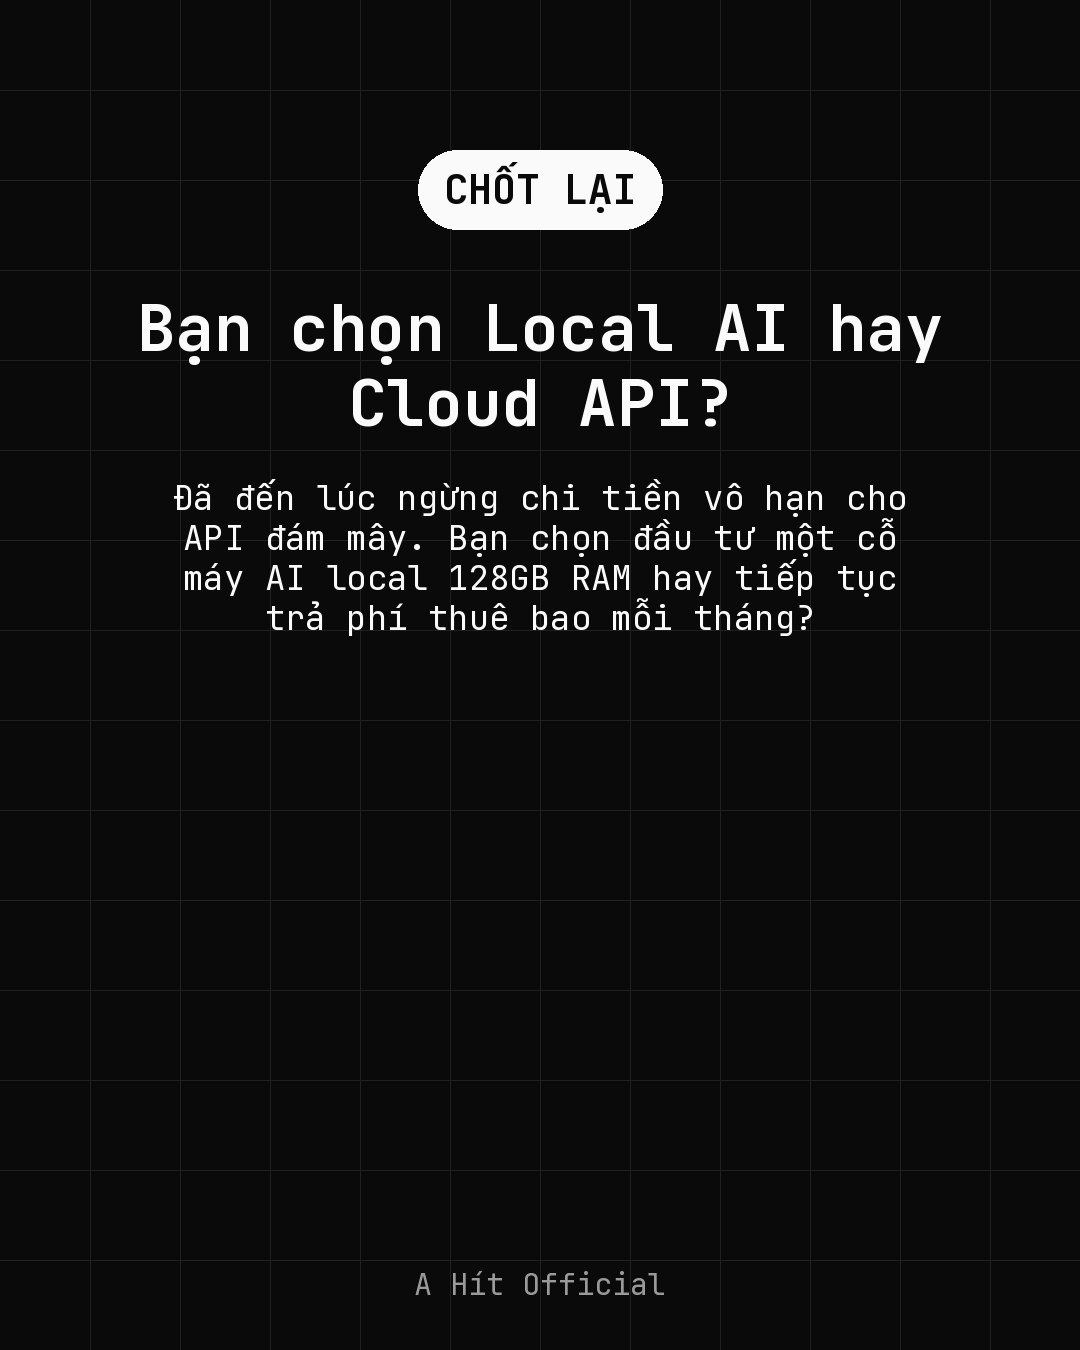 CHỐT LẠI
Bạn chọn Local AI hay
Cloud API?
Đã đến lúc ngừng chi tiền vô hạn cho
API đám mây. Bạn chọn đầu tư một cỗ
máy AI local 128GB RAM hay tiếp tục
trả phí thuê bao mỗi tháng?
A Hít Official